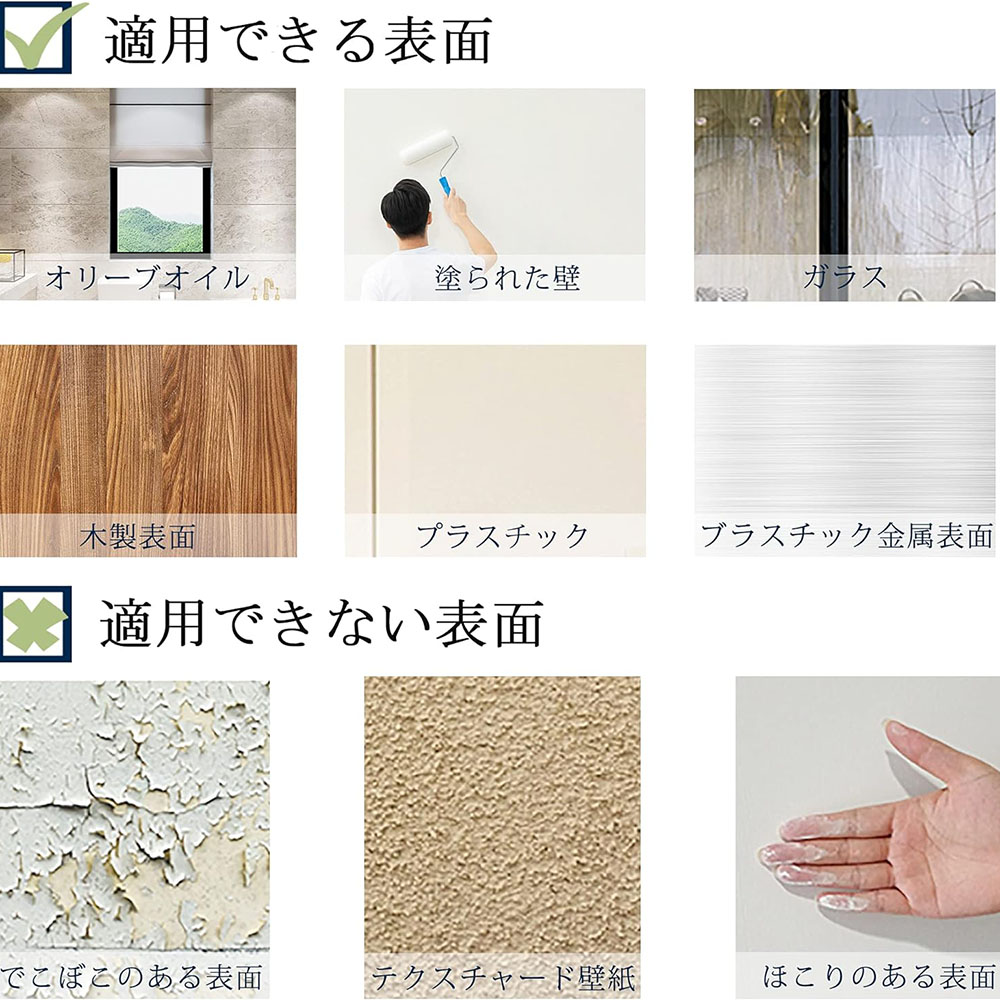 適用できる表面
オリーブオイル
塗られた壁
ガラス
木製表面
プラスチック
ブラスチック金属表面
適用できない表面
でこぼこのある表面
テクスチャード壁紙
ほこりのある表面